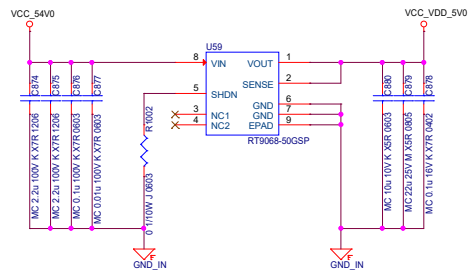 VCC_54V0
VCC_VDD_5V0
U59
8 VIN VOUT 1
SENSE 2
5 SHDN
GND 6
3 NC1 GND 7
4 NC2 EPAD 9
RT9068-50GSP
C874
MC 2.2u 100V K X7R 1206
C875
MC 2.2u 100V K X7R 1206
C876
MC 0.1u 100V K X7R 0603
C877
MC 0.01u 100V K X7R 0603
R1002
0 1/10W J 0603
C880
MC 10u 10V K X5R 0603
C879
MC 22u 25V M X5R 0805
C878
MC 0.1u 16V K X7R 0402
GND_IN
GND_IN